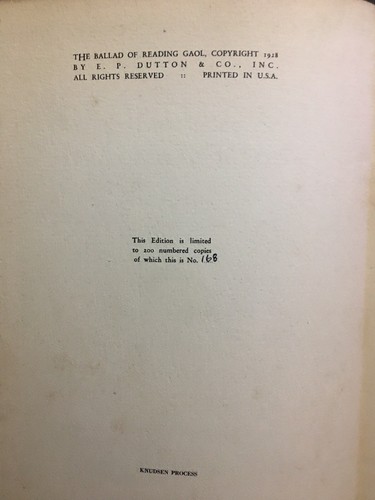 THE BALLAD OF READING GAOL, COPYRIGHT 1928
BY E. P. DUTTON & CO., INC.
ALL RIGHTS RESERVED :: PRINTED IN U.S.A.
This Edition is limited
to 200 numbered copies
of which this is No. 168
KNUDSEN PROCESS